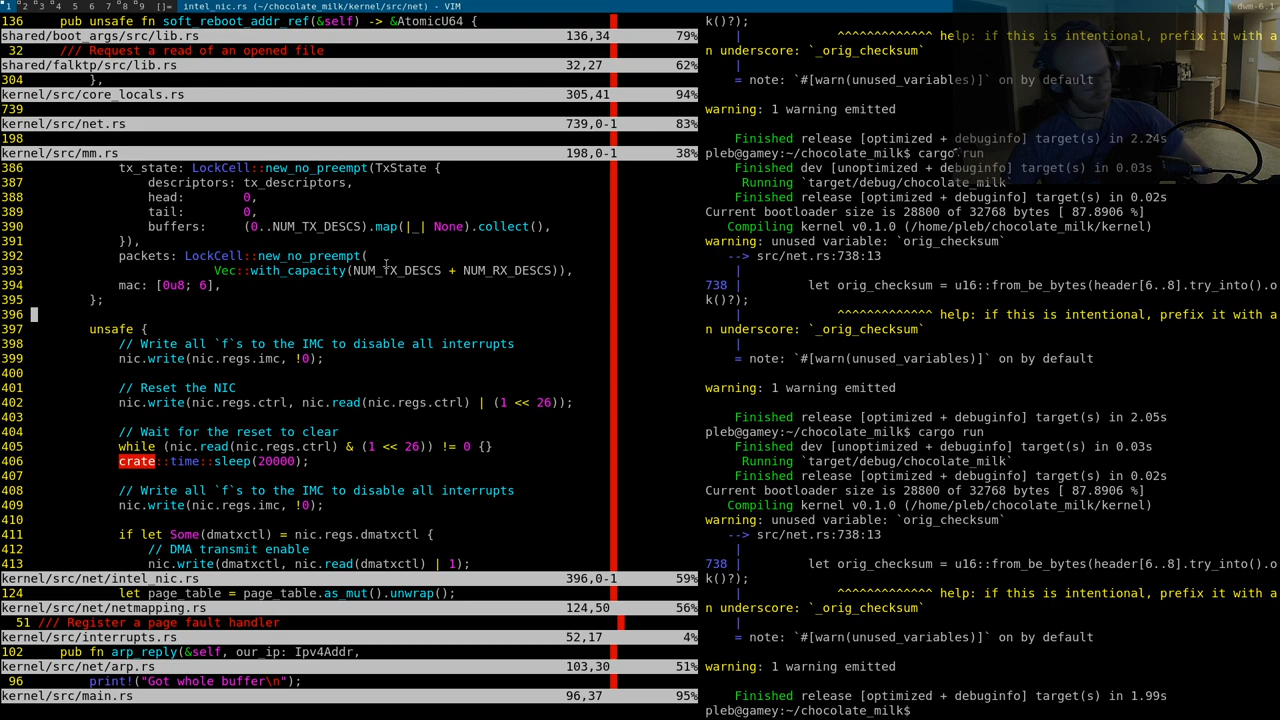 1 2 3 4 5 6 7 8 9 []= intel_nic.rs (~/chocolate_milk/kernel/src/net) - VIM dwm-6.1
136     pub unsafe fn soft_reboot_addr_ref(&self) -> &AtomicU64 {
shared/boot_args/src/lib.rs 136,34 79%
32     /// Request a read of an opened file
shared/falktp/src/lib.rs 32,27 62%
304         },
kernel/src/core_locals.rs 305,41 94%
739
kernel/src/net.rs 739,0-1 83%
198
kernel/src/mm.rs 198,0-1 38%
386             tx_state: LockCell::new_no_preempt(TxState {
387                 descriptors: tx_descriptors,
388                 head:        0,
389                 tail:        0,
390                 buffers:     (0..NUM_TX_DESCS).map(|_| None).collect(),
391             }),
392             packets: LockCell::new_no_preempt(
393                          Vec::with_capacity(NUM_TX_DESCS + NUM_RX_DESCS)),
394             mac: [0u8; 6],
395         };
396
397         unsafe {
398             // Write all `f`s to the IMC to disable all interrupts
399             nic.write(nic.regs.imc, !0);
400
401             // Reset the NIC
402             nic.write(nic.regs.ctrl, nic.read(nic.regs.ctrl) | (1 << 26));
403
404             // Wait for the reset to clear
405             while (nic.read(nic.regs.ctrl) & (1 << 26)) != 0 {}
406             crate::time::sleep(20000);
407
408             // Write all `f`s to the IMC to disable all interrupts
409             nic.write(nic.regs.imc, !0);
410
411             if let Some(dmatxctl) = nic.regs.dmatxctl {
412                 // DMA transmit enable
413                 nic.write(dmatxctl, nic.read(dmatxctl) | 1);
kernel/src/net/intel_nic.rs 396,0-1 59%
124             let page_table = page_table.as_mut().unwrap();
kernel/src/net/netmapping.rs 124,50 56%
51 /// Register a page fault handler
kernel/src/interrupts.rs 52,17 4%
102     pub fn arp_reply(&self, our_ip: Ipv4Addr,
kernel/src/net/arp.rs 103,30 51%
96         print!("Got whole buffer\n");
kernel/src/main.rs 96,37 95%
k()?);
    |                 ^^^^^^^^^^^^^ help: if this is intentional, prefix it with a
n underscore: `_orig_checksum`
    |
    = note: `#[warn(unused_variables)]` on by default
warning: 1 warning emitted
    Finished release [optimized + debuginfo] target(s) in 2.24s
pleb@gamey:~/chocolate_milk$ cargo run
    Finished dev [unoptimized + debuginfo] target(s) in 0.03s
     Running `target/debug/chocolate_milk`
    Finished release [optimized + debuginfo] target(s) in 0.02s
Current bootloader size is 28800 of 32768 bytes [ 87.8906 %]
   Compiling kernel v0.1.0 (/home/pleb/chocolate_milk/kernel)
warning: unused variable: `orig_checksum`
   --> src/net.rs:738:13
    |
738 |         let orig_checksum = u16::from_be_bytes(header[6..8].try_into().o
k()?);
    |             ^^^^^^^^^^^^^ help: if this is intentional, prefix it with a
n underscore: `_orig_checksum`
    |
    = note: `#[warn(unused_variables)]` on by default
warning: 1 warning emitted
    Finished release [optimized + debuginfo] target(s) in 2.05s
pleb@gamey:~/chocolate_milk$ cargo run
    Finished dev [unoptimized + debuginfo] target(s) in 0.03s
     Running `target/debug/chocolate_milk`
    Finished release [optimized + debuginfo] target(s) in 0.02s
Current bootloader size is 28800 of 32768 bytes [ 87.8906 %]
   Compiling kernel v0.1.0 (/home/pleb/chocolate_milk/kernel)
warning: unused variable: `orig_checksum`
   --> src/net.rs:738:13
    |
738 |         let orig_checksum = u16::from_be_bytes(header[6..8].try_into().o
k()?);
    |             ^^^^^^^^^^^^^ help: if this is intentional, prefix it with a
n underscore: `_orig_checksum`
    |
    = note: `#[warn(unused_variables)]` on by default
warning: 1 warning emitted
    Finished release [optimized + debuginfo] target(s) in 1.99s
pleb@gamey:~/chocolate_milk$